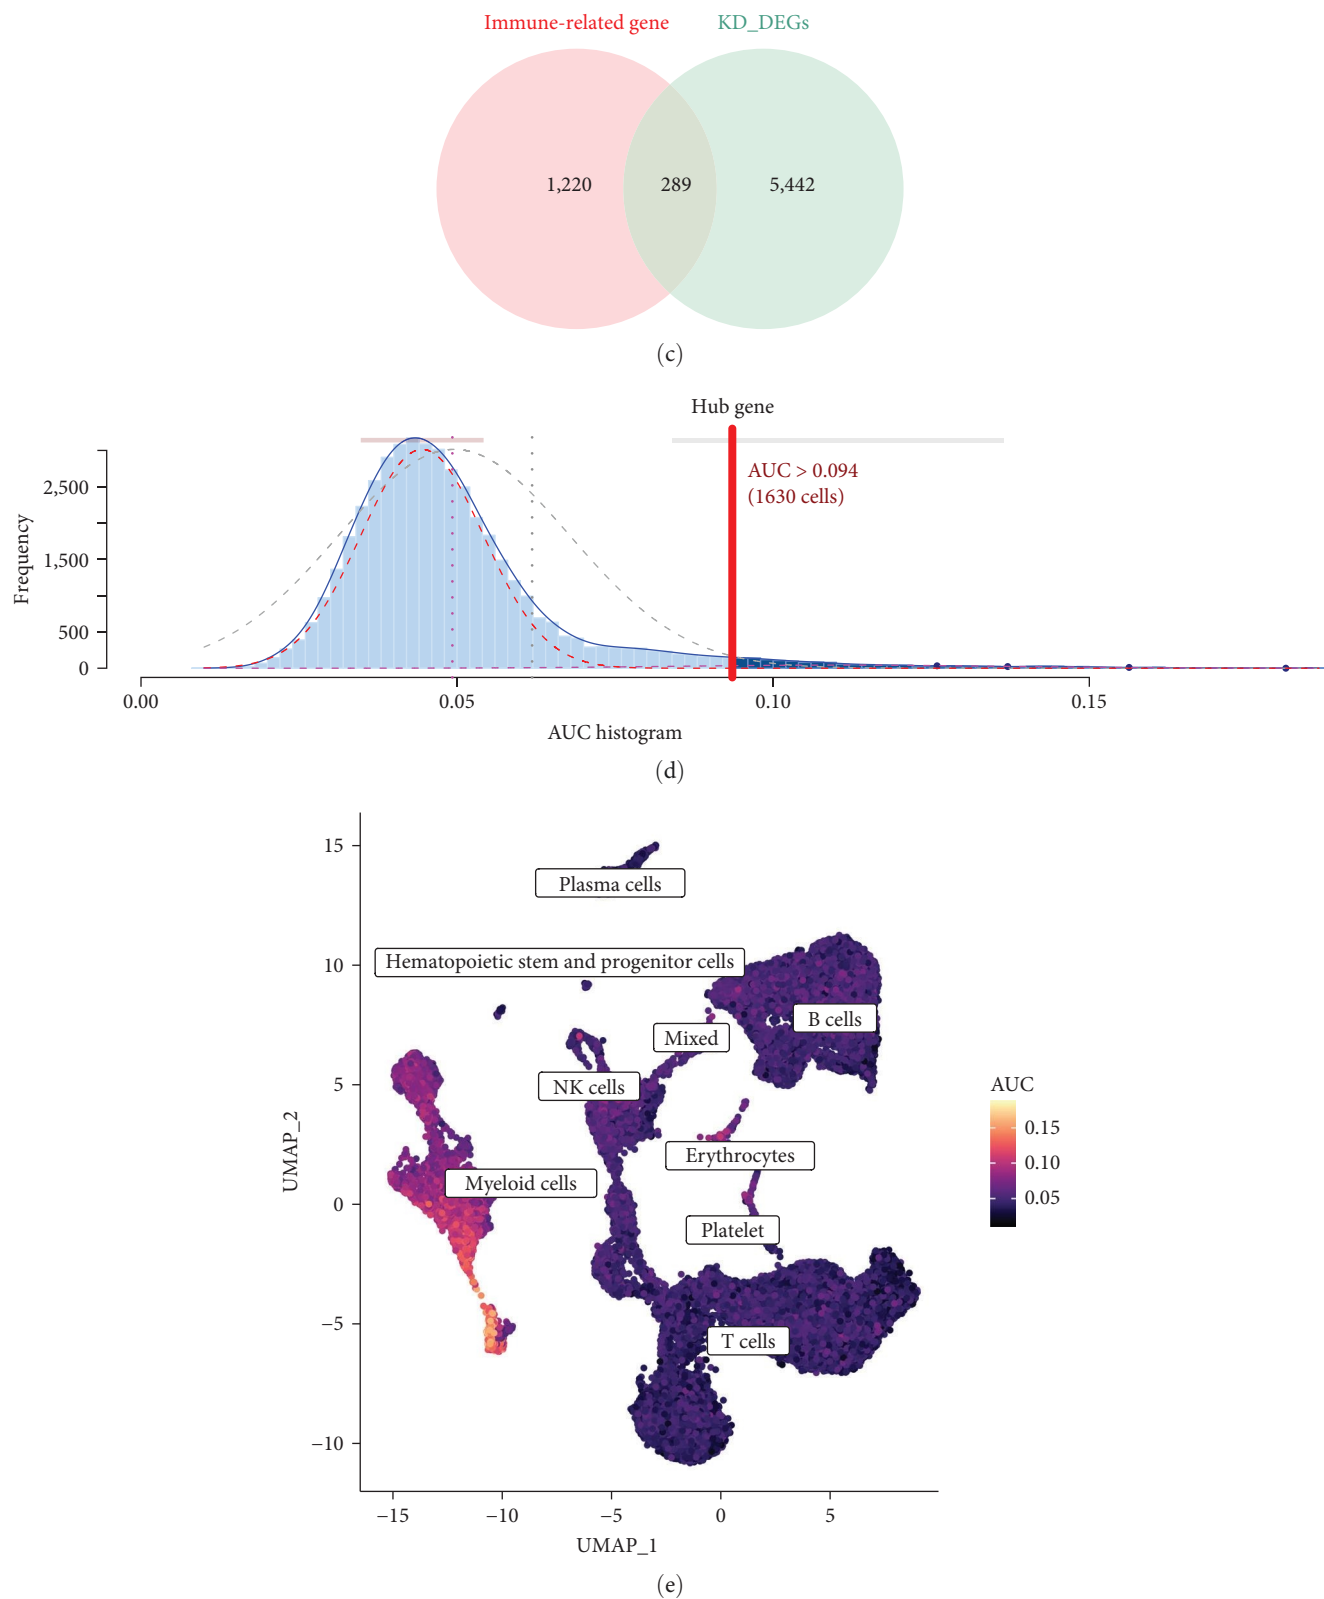 Immune-related gene KD_DEGs
1,220 289 5,442
(c)
Hub gene
AUC > 0.094
(1630 cells)
2,500
1,500
500
0
Frequency
0.00 0.05 0.10 0.15
AUC histogram
(d)
15
10
5
0
−5
−10
UMAP_2
Plasma cells
Hematopoietic stem and progenitor cells
B cells
Mixed
NK cells
Erythrocytes
Myeloid cells
Platelet
T cells
AUC
0.15
0.10
0.05
−15 −10 −5 0 5
UMAP_1
(e)